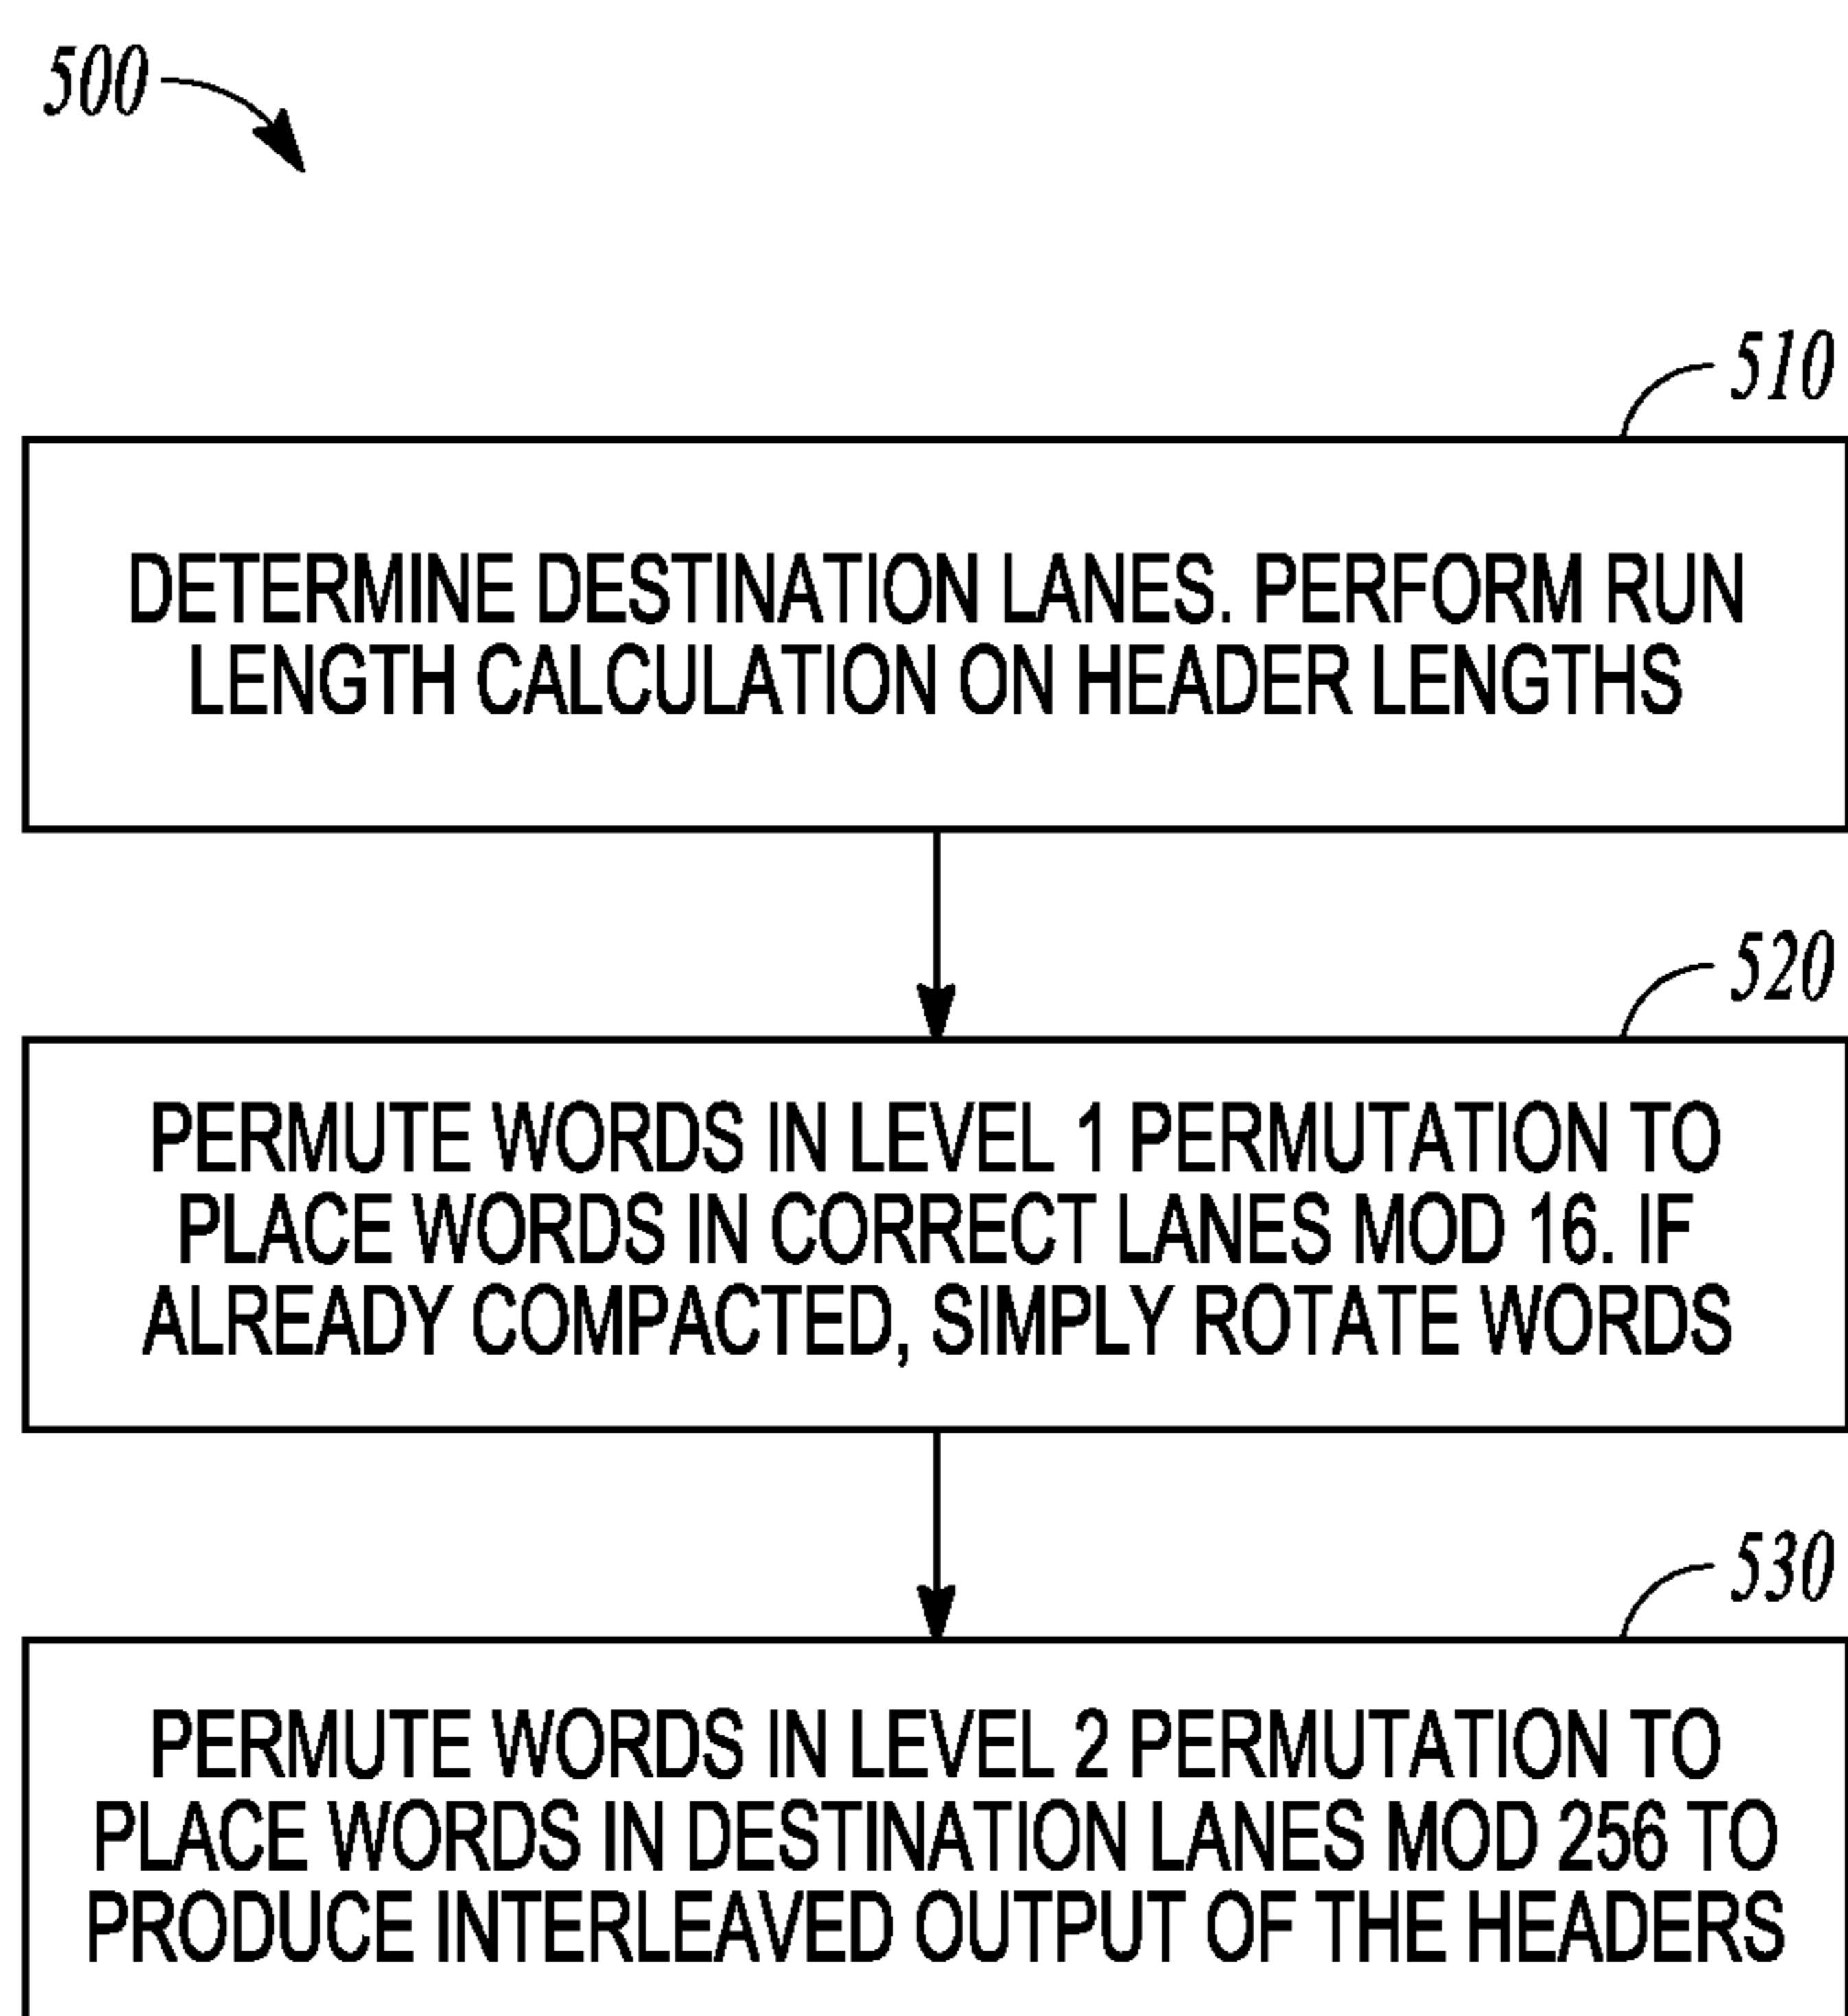 500
510
DETERMINE DESTINATION LANES. PERFORM RUN
LENGTH CALCULATION ON HEADER LENGTHS
520
PERMUTE WORDS IN LEVEL 1 PERMUTATION TO
PLACE WORDS IN CORRECT LANES MOD 16. IF
ALREADY COMPACTED, SIMPLY ROTATE WORDS
530
PERMUTE WORDS IN LEVEL 2 PERMUTATION TO
PLACE WORDS IN DESTINATION LANES MOD 256 TO
PRODUCE INTERLEAVED OUTPUT OF THE HEADERS